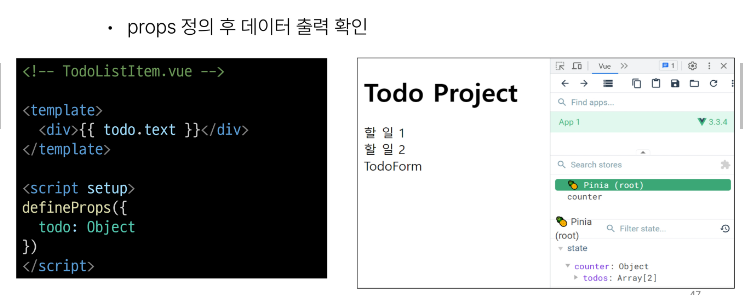 • props 정의 후 데이터 출력 확인
<!-- TodoListItem.vue -->
<template>
<div>{{ todo.text }}</div>
</template>
<script setup>
defineProps({
todo: Object
})
</script>
Todo Project
할 일 1
할 일 2
TodoForm
Vue
1
Find apps...
App 1
3.3.4
Search stores
Pinia (root)
counter
Pinia (root)
Filter state...
state
counter: Object
todos: Array[2]